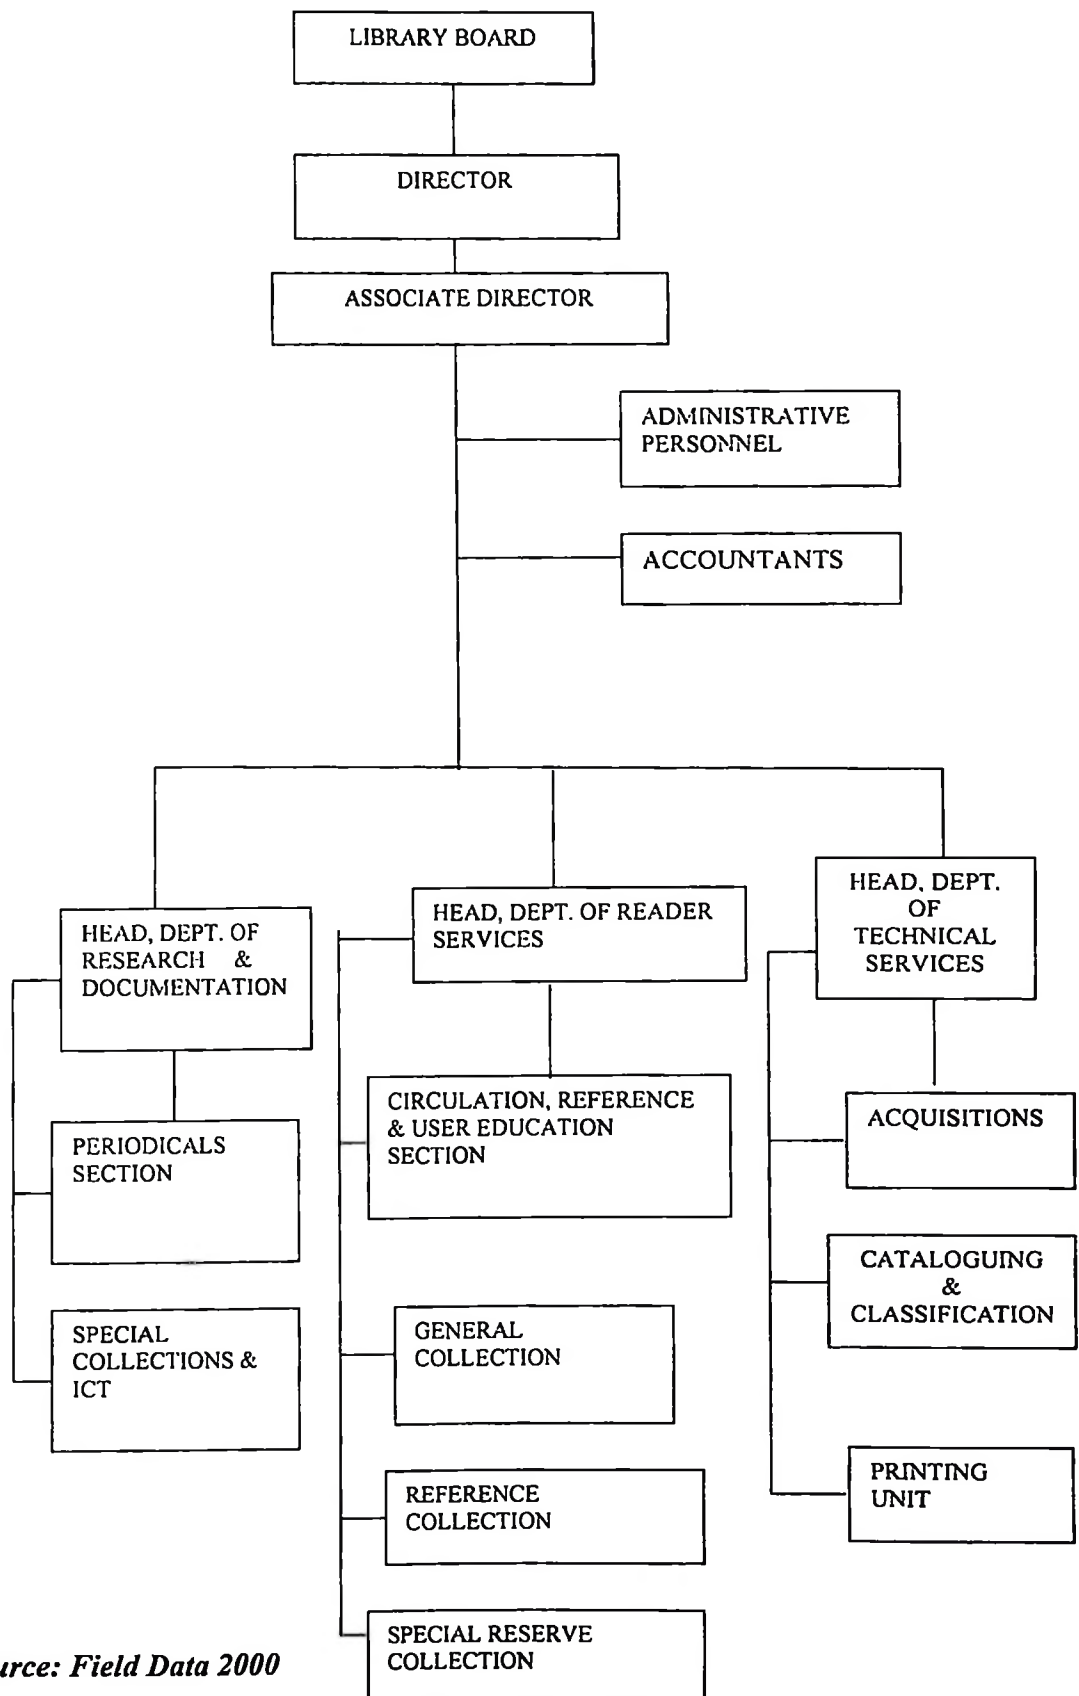 LIBRARY BOARD
DIRECTOR
ASSOCIATE DIRECTOR
ADMINISTRATIVE
PERSONNEL
ACCOUNTANTS
HEAD, DEPT. OF
RESEARCH &
DOCUMENTATION
HEAD, DEPT. OF READER
SERVICES
HEAD, DEPT.
OF
TECHNICAL
SERVICES
PERIODICALS
SECTION
CIRCULATION, REFERENCE
& USER EDUCATION
SECTION
ACQUISITIONS
SPECIAL
COLLECTIONS &
ICT
GENERAL
COLLECTION
CATALOGUING
&
CLASSIFICATION
REFERENCE
COLLECTION
PRINTING
UNIT
SPECIAL RESERVE
COLLECTION
urce: Field Data 2000